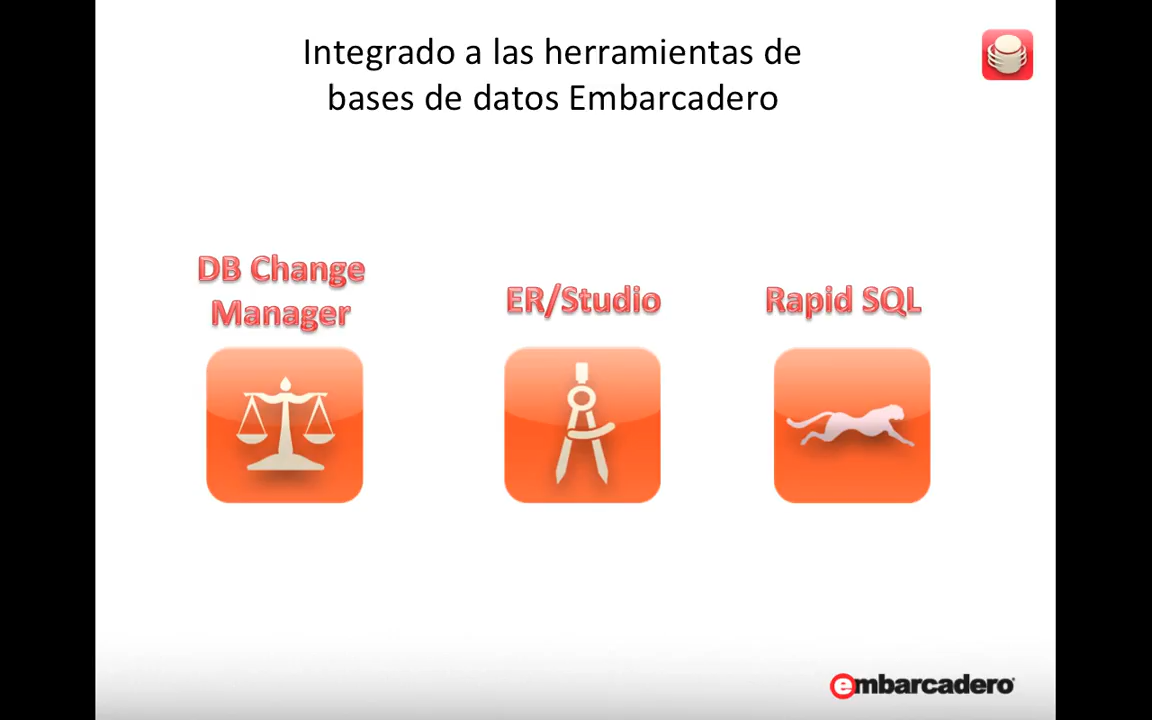 Integrado a las herramientas de
bases de datos Embarcadero
DB Change
Manager
ER/Studio
Rapid SQL
embarcadero